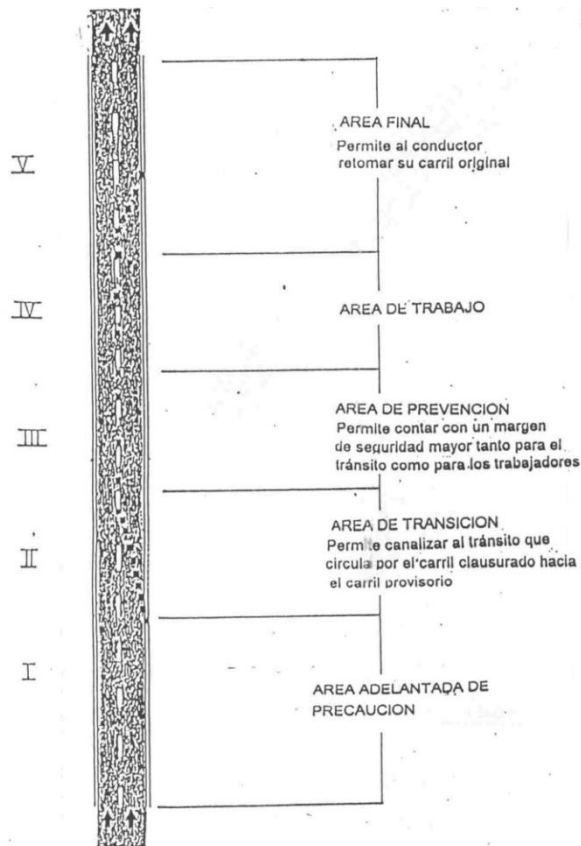 V
AREA FINAL
Permite al conductor
retomar su carril original
IV
AREA DE TRABAJO
III
AREA DE PREVENCION
Permite contar con un margen
de seguridad mayor tanto para el
tránsito como para los trabajadores
II
AREA DE TRANSICION
Permite canalizar al tránsito que
circula por el carril clausurado hacia
el carril provisorio
I
AREA ADELANTADA DE
PRECAUCION